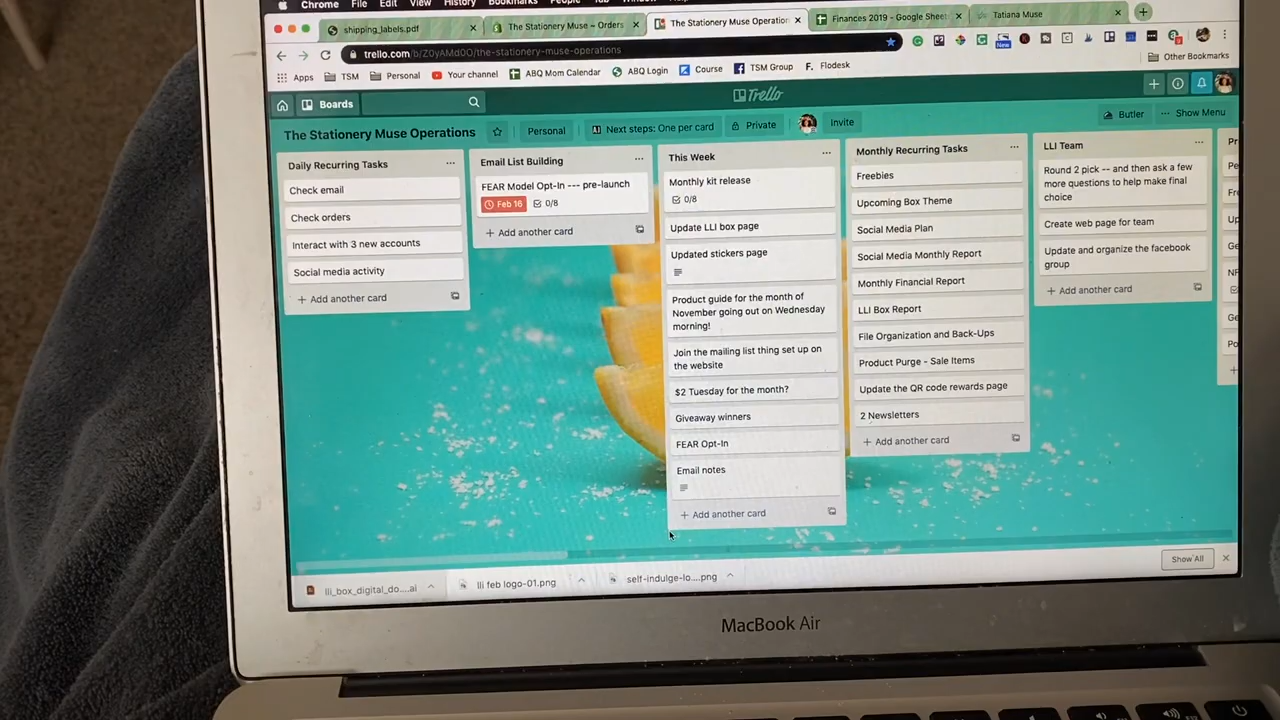 Chrome File Edit View History Bookmarks People Tab Window
shipping_labels.pdf
The Stationery Muse – Orders
The Stationery Muse Operation
Finances 2019 - Google Sheet
Tatiana Muse
trello.com/b/Z0yAMd0O/the-stationery-muse-operations
New
Apps TSM Personal Your channel ABQ Mom Calendar ABQ Login Course TSM Group F. Flodesk Other Bookmarks
Boards
Trello
The Stationery Muse Operations Personal Next steps: One per card Private Invite Butler Show Menu
Daily Recurring Tasks
Check email
Check orders
Interact with 3 new accounts
Social media activity
+ Add another card
Email List Building
FEAR Model Opt-In --- pre-launch
Feb 16 0/8
+ Add another card
This Week
Monthly kit release
0/8
Update LLI box page
Updated stickers page
Product guide for the month of
November going out on Wednesday
morning!
Join the mailing list thing set up on
the website
$2 Tuesday for the month?
Giveaway winners
FEAR Opt-In
Email notes
+ Add another card
Monthly Recurring Tasks
Freebies
Upcoming Box Theme
Social Media Plan
Social Media Monthly Report
Monthly Financial Report
LLI Box Report
File Organization and Back-Ups
Product Purge - Sale Items
Update the QR code rewards page
2 Newsletters
+ Add another card
LLI Team
Round 2 pick -- and then ask a few
more questions to help make final
choice
Create web page for team
Update and organize the facebook
group
+ Add another card
Pr
Pe
Fr
Up
Ge
NF
Co
Po
lli_box_digital_do....ai
lli feb logo-01.png
self-indulge-lo....png
Show All
MacBook Air